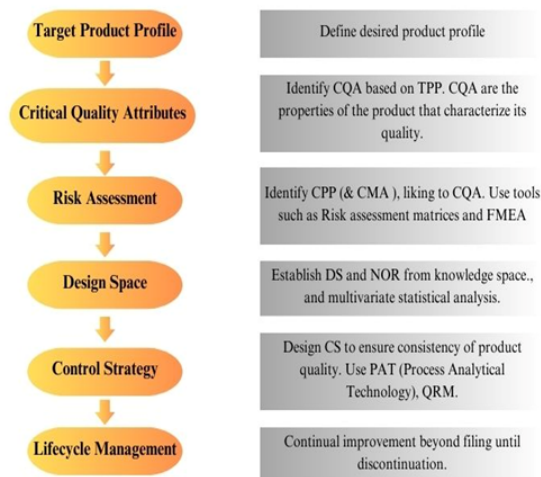 Target Product Profile
Define desired product profile
Critical Quality Attributes
Identify CQA based on TPP. CQA are the
properties of the product that characterize its
quality.
Risk Assessment
Identify CPP (& CMA ), liking to CQA. Use tools
such as Risk assessment matrices and FMEA
Design Space
Establish DS and NOR from knowledge space.,
and multivariate statistical analysis.
Control Strategy
Design CS to ensure consistency of product
quality. Use PAT (Process Analytical
Technology), QRM.
Lifecycle Management
Continual improvement beyond filing until
discontinuation.